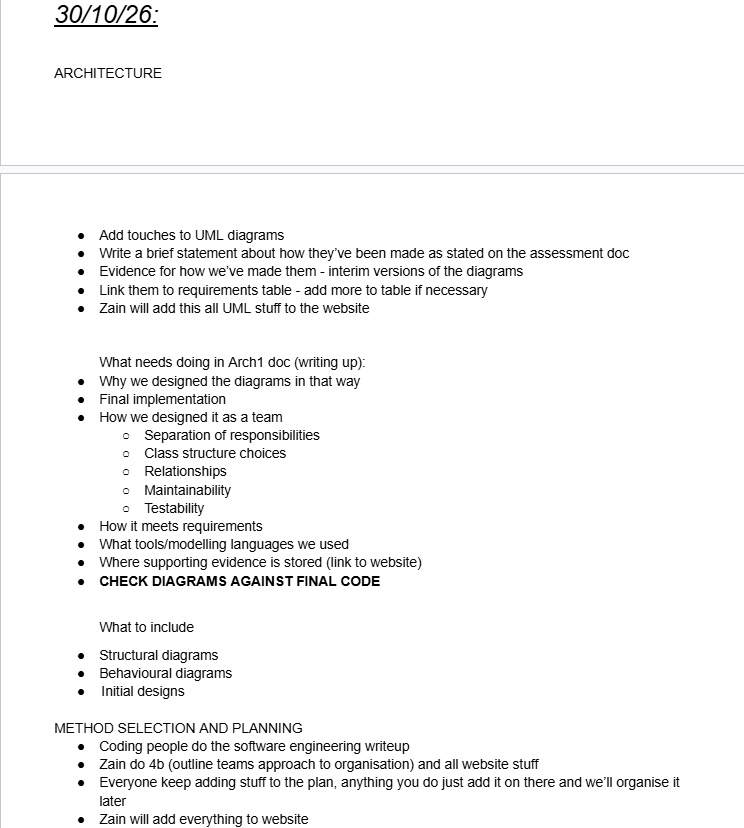 30/10/26:
ARCHITECTURE
● Add touches to UML diagrams
● Write a brief statement about how they’ve been made as stated on the assessment doc
● Evidence for how we’ve made them - interim versions of the diagrams
● Link them to requirements table - add more to table if necessary
● Zain will add this all UML stuff to the website
What needs doing in Arch1 doc (writing up):
● Why we designed the diagrams in that way
● Final implementation
● How we designed it as a team
○ Separation of responsibilities
○ Class structure choices
○ Relationships
○ Maintainability
○ Testability
● How it meets requirements
● What tools/modelling languages we used
● Where supporting evidence is stored (link to website)
● CHECK DIAGRAMS AGAINST FINAL CODE
What to include
● Structural diagrams
● Behavioural diagrams
● Initial designs
METHOD SELECTION AND PLANNING
● Coding people do the software engineering writeup
● Zain do 4b (outline teams approach to organisation) and all website stuff
● Everyone keep adding stuff to the plan, anything you do just add it on there and we’ll organise it
later
● Zain will add everything to website